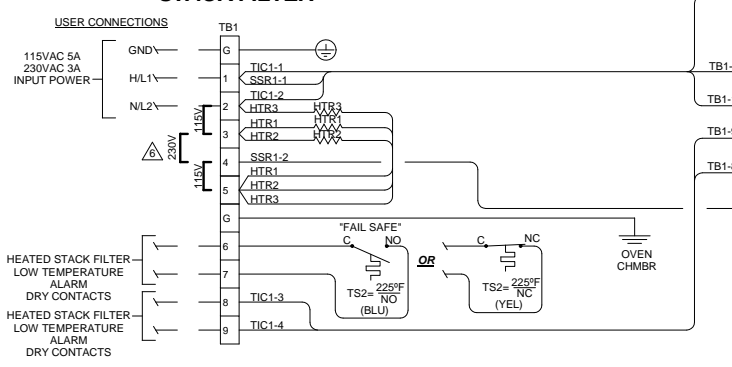 USER CONNECTIONS
TB1
115VAC 5A
230VAC 3A
INPUT POWER
GND
H/L1
N/L2
G
1
2
3
4
5
G
6
7
8
9
TIC1-1
SSR1-1
TIC1-2
HTR3
HTR3
HTR1
HTR1
HTR2
HTR2
SSR1-2
HTR1
HTR2
HTR3
115V
230V
115V
6
TB1-
TB1-
TB1-
TB1-
OVEN
CHMBR
HEATED STACK FILTER
LOW TEMPERATURE
ALARM
DRY CONTACTS
HEATED STACK FILTER
LOW TEMPERATURE
ALARM
DRY CONTACTS
"FAIL SAFE"
C
NO
TS2= 225ºF
NO
(BLU)
OR
C
NC
TS2= 225ºF
NC
(YEL)
TIC1-3
TIC1-4